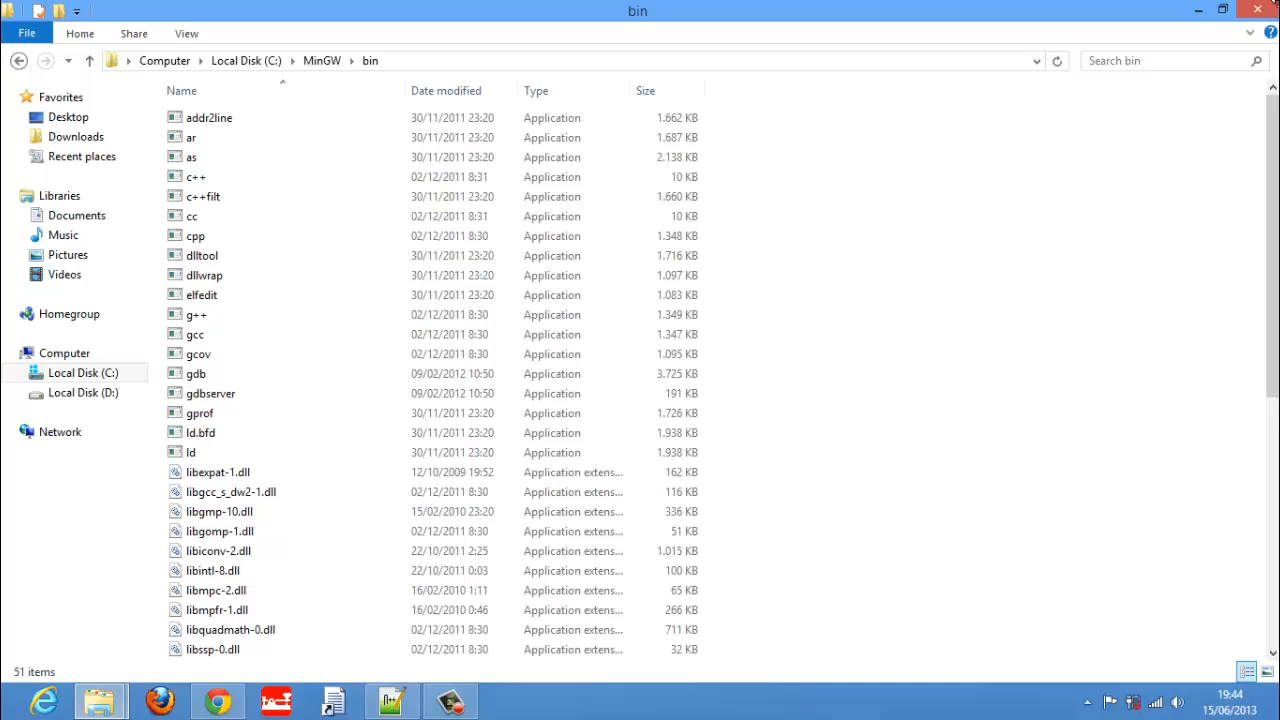 bin
File Home Share View
Computer Local Disk (C:) MinGW bin
Search bin
Name Date modified Type Size
Favorites
Desktop
Downloads
Recent places
Libraries
Documents
Music
Pictures
Videos
Homegroup
Computer
Local Disk (C:)
Local Disk (D:)
Network
addr2line 30/11/2011 23:20 Application 1.662 KB
ar 30/11/2011 23:20 Application 1.687 KB
as 30/11/2011 23:20 Application 2.138 KB
c++ 02/12/2011 8:31 Application 10 KB
c++filt 30/11/2011 23:20 Application 1.660 KB
cc 02/12/2011 8:31 Application 10 KB
cpp 02/12/2011 8:30 Application 1.348 KB
dlltool 30/11/2011 23:20 Application 1.716 KB
dllwrap 30/11/2011 23:20 Application 1.097 KB
elfedit 30/11/2011 23:20 Application 1.083 KB
g++ 02/12/2011 8:30 Application 1.349 KB
gcc 02/12/2011 8:30 Application 1.347 KB
gcov 02/12/2011 8:30 Application 1.095 KB
gdb 09/02/2012 10:50 Application 3.725 KB
gdbserver 09/02/2012 10:50 Application 191 KB
gprof 30/11/2011 23:20 Application 1.726 KB
ld.bfd 30/11/2011 23:20 Application 1.938 KB
ld 30/11/2011 23:20 Application 1.938 KB
libexpat-1.dll 12/10/2009 19:52 Application extens... 162 KB
libgcc_s_dw2-1.dll 02/12/2011 8:30 Application extens... 116 KB
libgmp-10.dll 15/02/2010 23:20 Application extens... 336 KB
libgomp-1.dll 02/12/2011 8:30 Application extens... 51 KB
libiconv-2.dll 22/10/2011 2:25 Application extens... 1.015 KB
libintl-8.dll 22/10/2011 0:03 Application extens... 100 KB
libmpc-2.dll 16/02/2010 1:11 Application extens... 65 KB
libmpfr-1.dll 16/02/2010 0:46 Application extens... 266 KB
libquadmath-0.dll 02/12/2011 8:30 Application extens... 711 KB
libssp-0.dll 02/12/2011 8:30 Application extens... 32 KB
51 items
19:44
15/06/2013